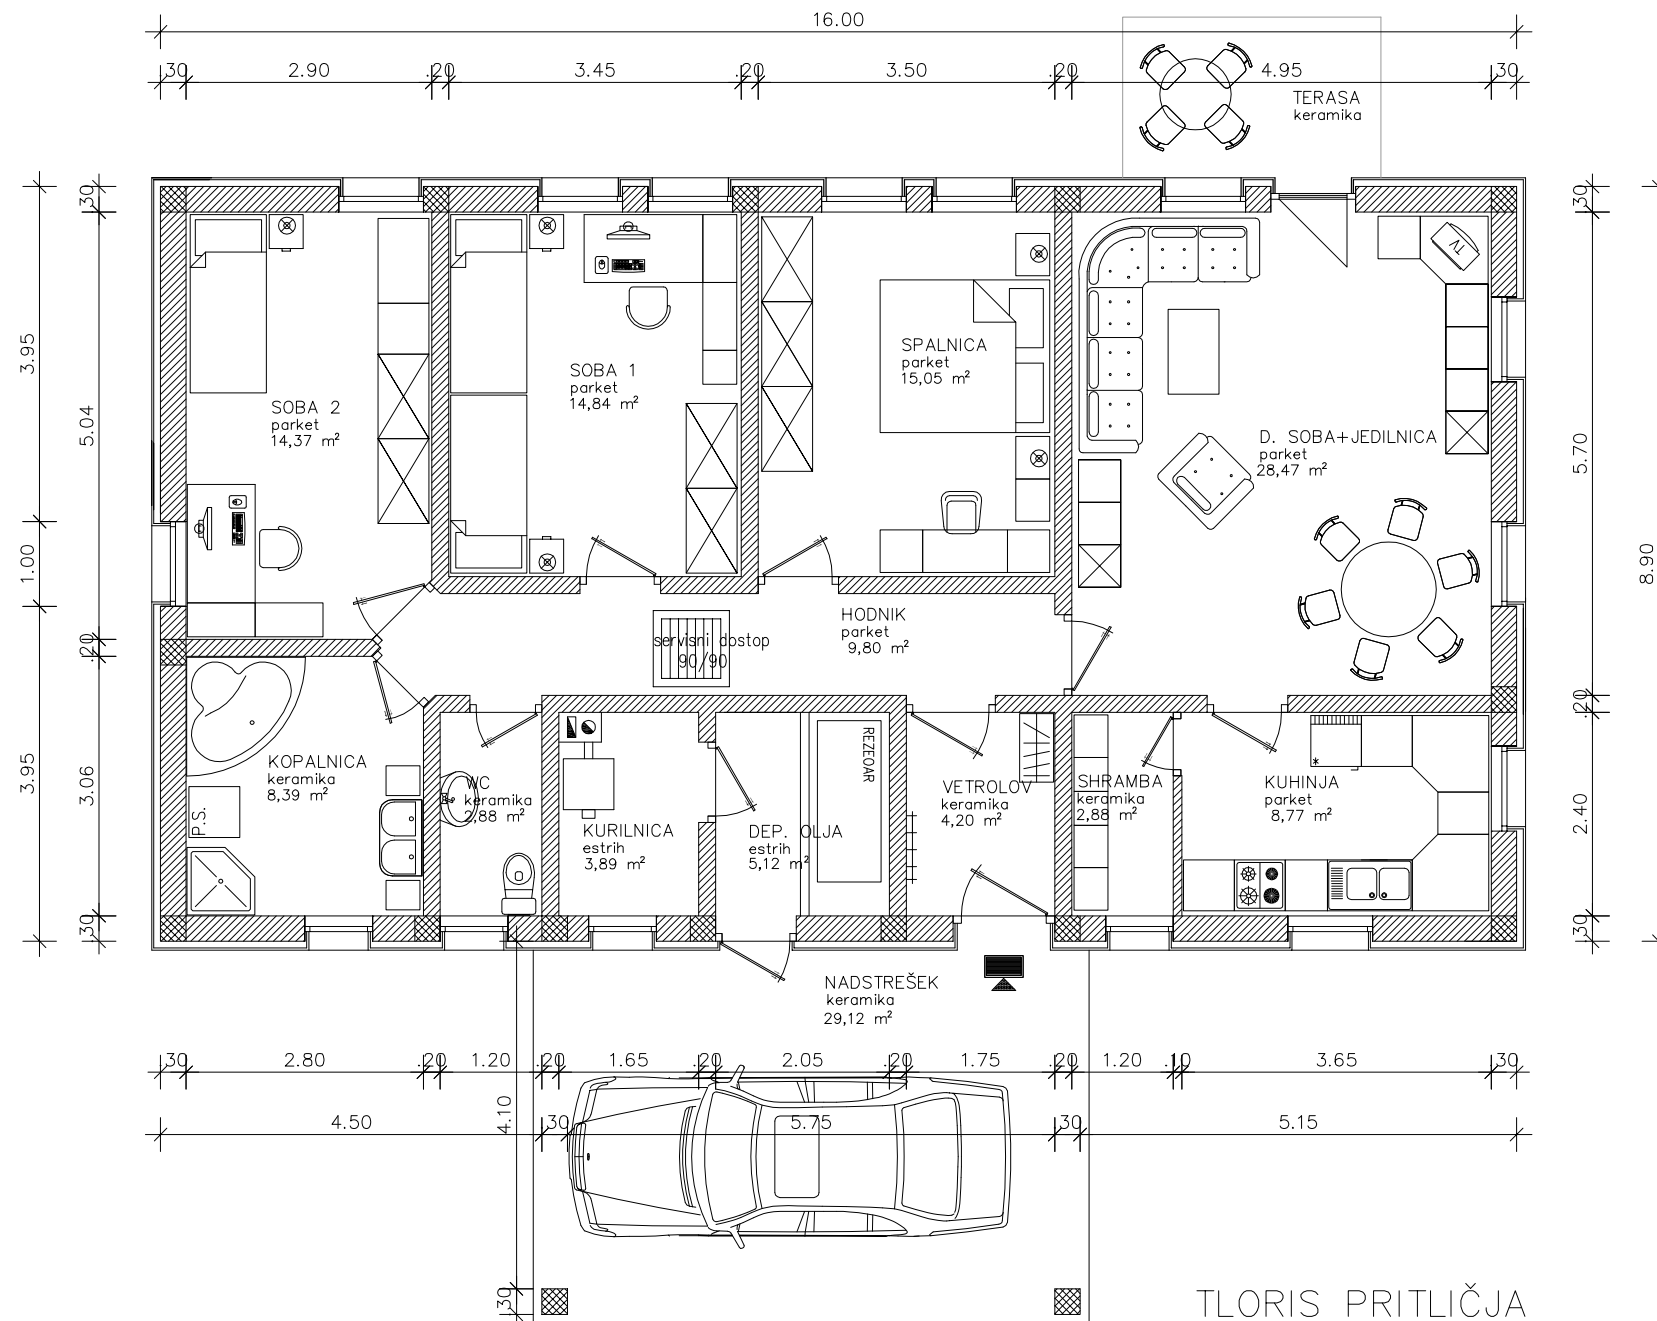 16.00
.30
2.90
.20
3.45
.20
3.50
.20
4.95
.30
TERASA
keramika
3.95
1.00
3.95
.30
5.04
.20
3.06
.30
.30
5.70
.20
2.40
.30
8.90
SOBA 2
parket
14,37 m²
SOBA 1
parket
14,84 m²
SPALNICA
parket
15,05 m²
TV
D. SOBA+JEDILNICA
parket
28,47 m²
HODNIK
parket
9,80 m²
servisni dostop
90/90
KOPALNICA
keramika
8,39 m²
P.S.
WC
keramika
2,88 m²
KURILNICA
estrih
3,89 m²
DEP. OLJA
estrih
5,12 m²
REZEOAR
VETROLOV
keramika
4,20 m²
SHRAMBA
keramika
2,88 m²
KUHINJA
parket
8,77 m²
*
NADSTREŠEK
keramika
29,12 m²
.30
2.80
.20
1.20
.20
1.65
.20
2.05
.20
1.75
.20
1.20
.10
3.65
.30
4.50
.30
5.75
.30
5.15
4.10
.30
TLORIS PRITLIČJA